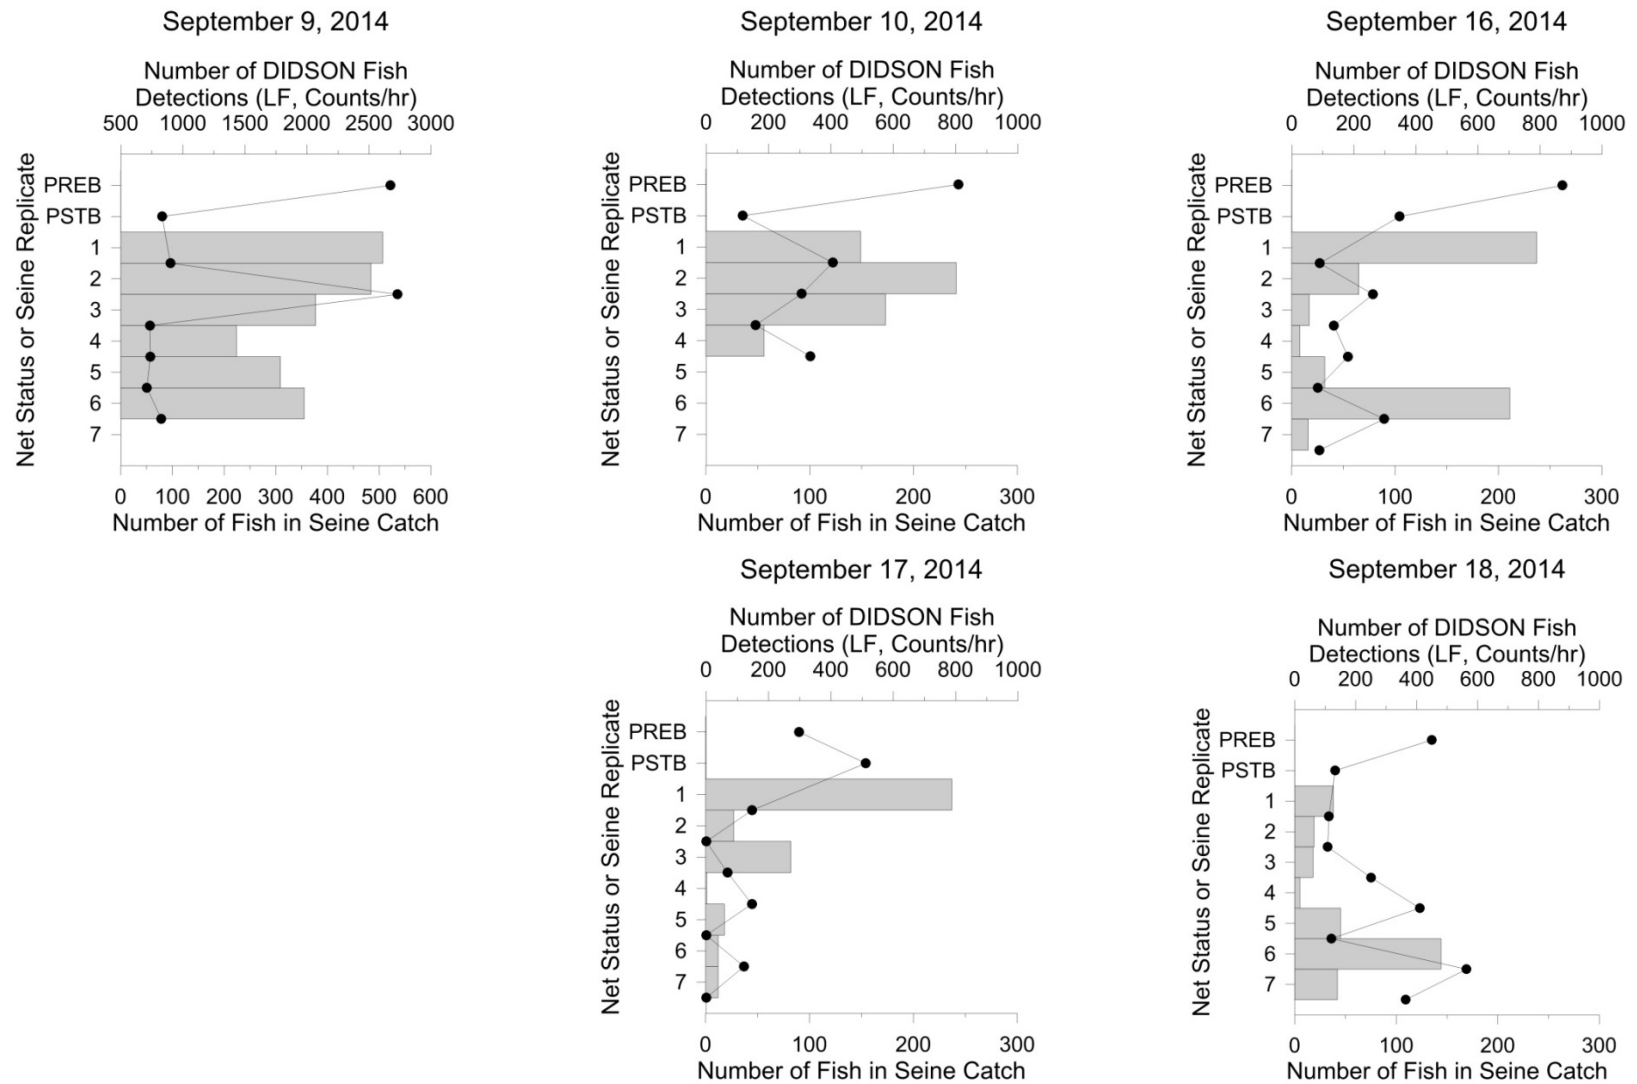 September 9, 2014
Number of DIDSON Fish
Detections (LF, Counts/hr)
500 1000 1500 2000 2500 3000
Net Status or Seine Replicate
PREB
PSTB
1
2
3
4
5
6
7
0 100 200 300 400 500 600
Number of Fish in Seine Catch
September 10, 2014
Number of DIDSON Fish
Detections (LF, Counts/hr)
0 200 400 600 800 1000
Net Status or Seine Replicate
PREB
PSTB
1
2
3
4
5
6
7
0 100 200 300
Number of Fish in Seine Catch
September 16, 2014
Number of DIDSON Fish
Detections (LF, Counts/hr)
0 200 400 600 800 1000
Net Status or Seine Replicate
PREB
PSTB
1
2
3
4
5
6
7
0 100 200 300
Number of Fish in Seine Catch
September 17, 2014
Number of DIDSON Fish
Detections (LF, Counts/hr)
0 200 400 600 800 1000
Net Status or Seine Replicate
PREB
PSTB
1
2
3
4
5
6
7
0 100 200 300
Number of Fish in Seine Catch
September 18, 2014
Number of DIDSON Fish
Detections (LF, Counts/hr)
0 200 400 600 800 1000
Net Status or Seine Replicate
PREB
PSTB
1
2
3
4
5
6
7
0 100 200 300
Number of Fish in Seine Catch